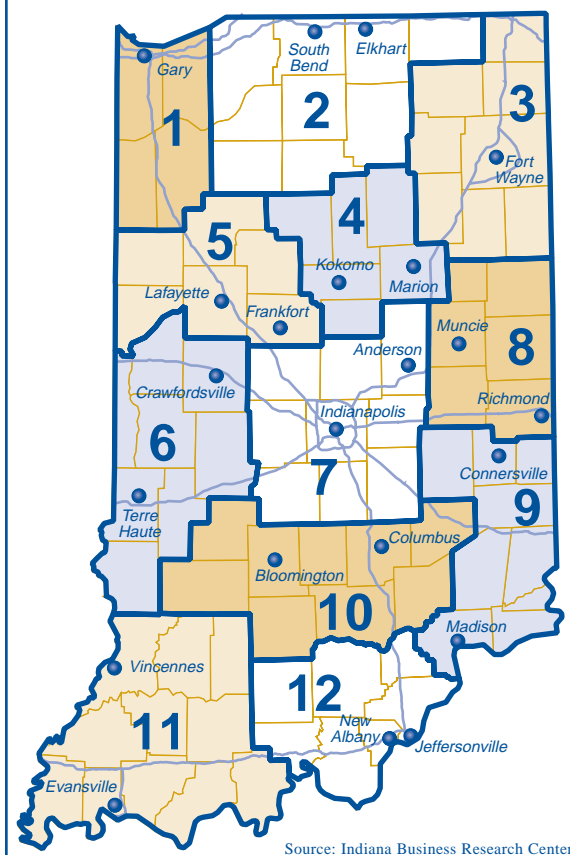 South
Bend
Elkhart
Gary
1
2
3
Fort
Wayne
4
5
Kokomo
Marion
Lafayette
Frankfort
Muncie
8
Anderson
Crawfordsville
Richmond
Indianapolis
6
Connersville
7
9
Terre
Haute
Columbus
Bloomington
10
Madison
Vincennes
12
11
New
Albany
Jeffersonville
Evansville
Source: Indiana Business Research Center